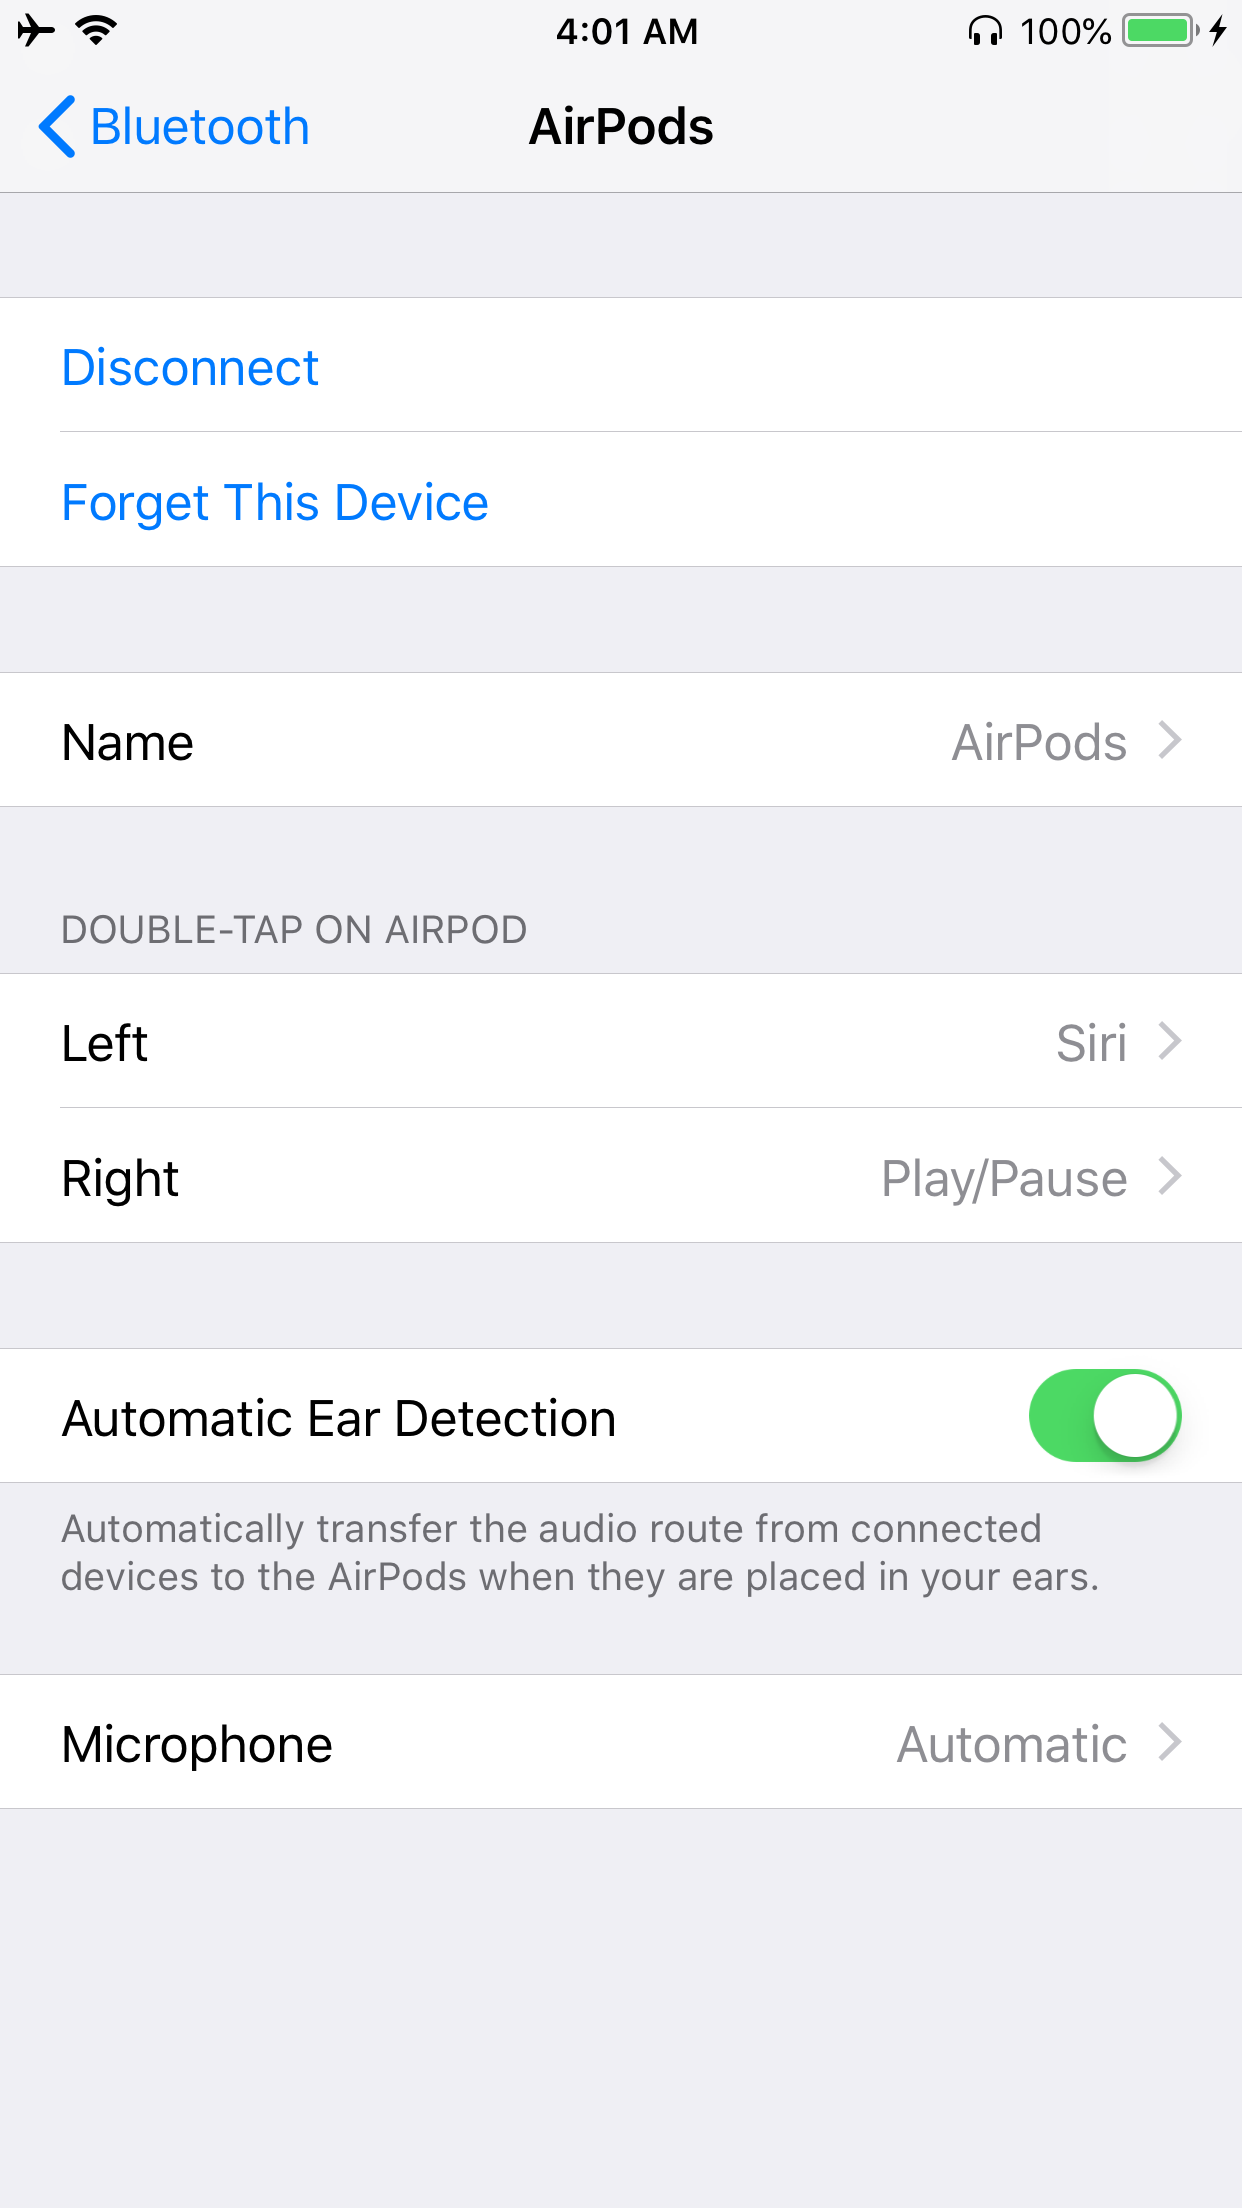 4:01 AM 100%
Bluetooth AirPods
Disconnect
Forget This Device
Name AirPods
DOUBLE-TAP ON AIRPOD
Left Siri
Right Play/Pause
Automatic Ear Detection
Automatically transfer the audio route from connected
devices to the AirPods when they are placed in your ears.
Microphone Automatic